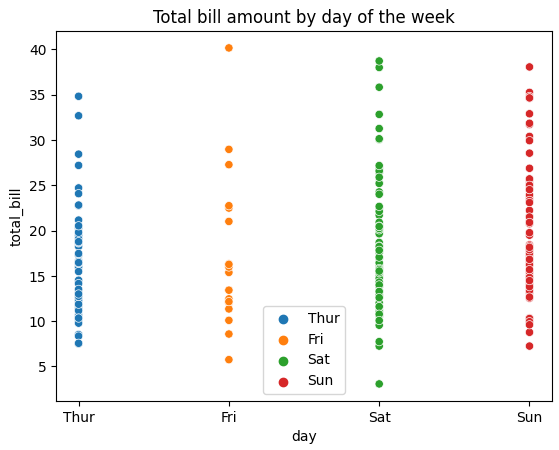 Total bill amount by day of the week
total_bill
40
35
30
25
20
15
10
5
Thur
Fri
Sat
Sun
Thur
Fri
Sat
Sun
day